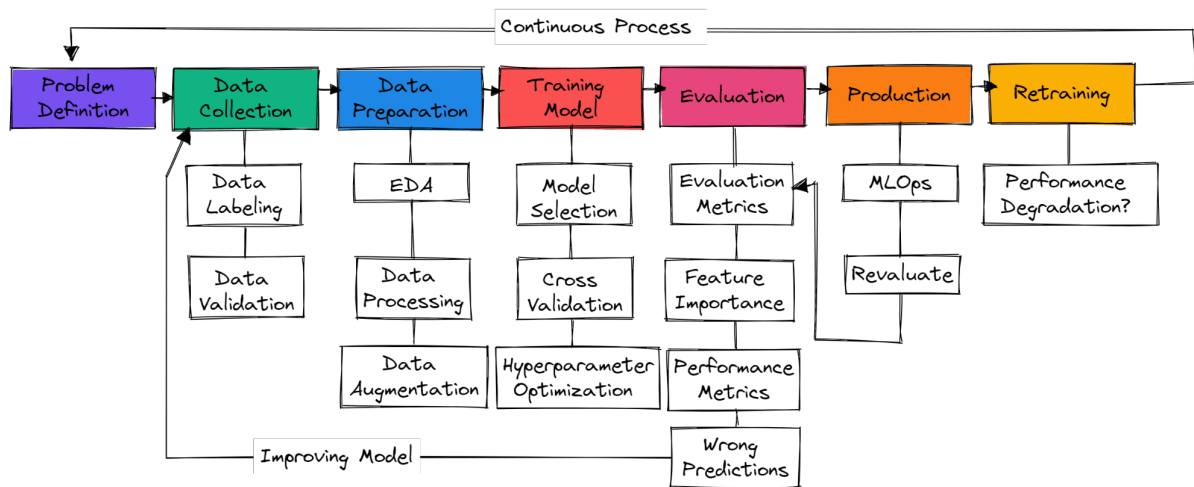 Continuous Process
Problem
Definition
Data
Collection
Data
Preparation
Training
Model
Evaluation
Production
Retraining
Data
Labeling
Data
Validation
EDA
Data
Processing
Data
Augmentation
Model
Selection
Cross
Validation
Hyperparameter
Optimization
Evaluation
Metrics
Feature
Importance
Performance
Metrics
Wrong
Predictions
MLOps
Revaluate
Performance
Degradation?
Improving Model